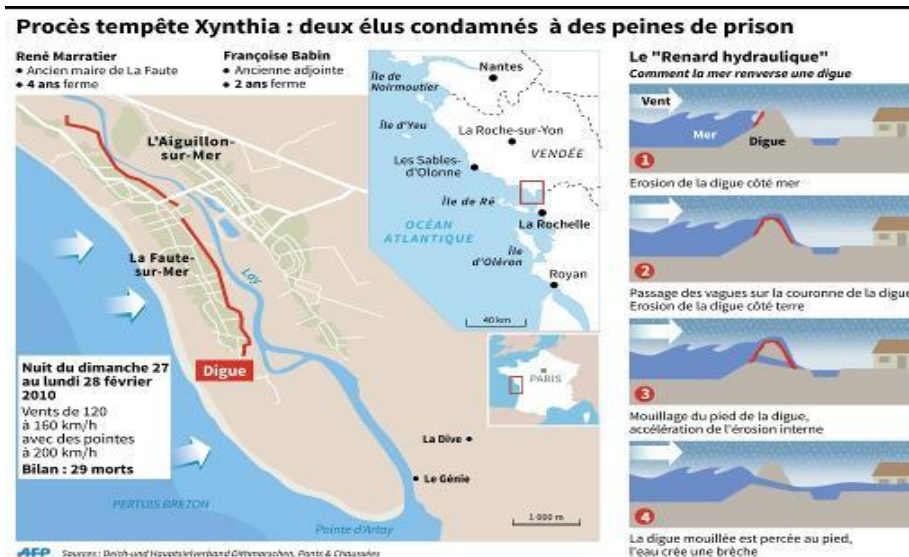 Procès tempête Xynthia : deux élus condamnés à des peines de prison
René Marratier
• Ancien maire de La Faute
• 4 ans ferme
Françoise Babin
• Ancienne adjointe
• 2 ans ferme
L'Aiguillon-
sur-Mer
La Faute-
sur-Mer
Lay
Digue
Nuit du dimanche 27
au lundi 28 février
2010
Vents de 120
à 160 km/h
avec des pointes
à 200 km/h
Bilan : 29 morts
PERTUIS BRETON
Pointe d'Arçay
La Dive
Le Génie
1 000 m
Île de
Noirmoutier
Nantes
Île d'Yeu
La Roche-sur-Yon
VENDÉE
Les Sables-
d'Olonne
Île de Ré
La Rochelle
OCÉAN
ATLANTIQUE
Île
d'Oléron
Royan
40 km
PARIS
Le "Renard hydraulique"
Comment la mer renverse une digue
Vent
Mer
Digue
1
Erosion de la digue côté mer
2
Passage des vagues sur la couronne de la digue
Erosion de la digue côté terre
3
Mouillage du pied de la digue,
accélération de l'érosion interne
4
La digue mouillée est percée au pied,
l'eau crée une brèche
AFP Sources : Deich-und Hauptsielverband Dithmarschen, Ponts & Chaussées